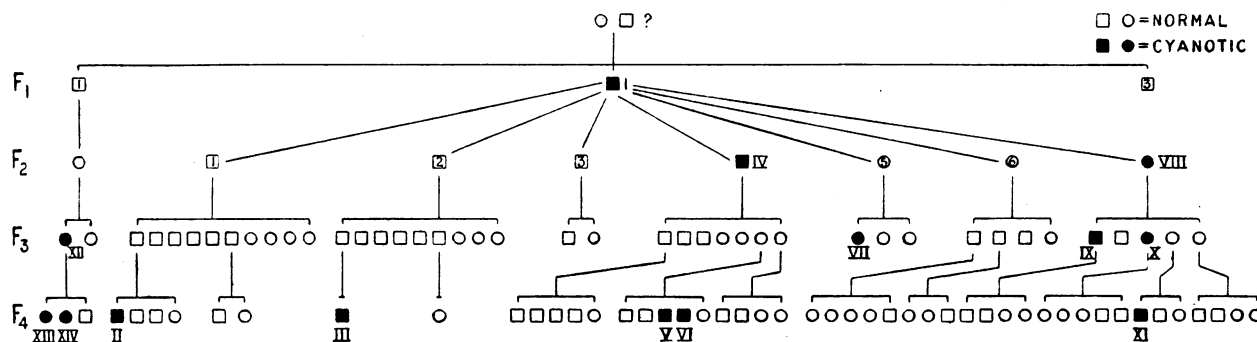 ? □ ○ = NORMAL
■ ● = CYANOTIC
F1 1 1 3
F2 1 2 3 IV 5 6 VIII
F3 XII VII IX X
F4 XIII XIV II III V VI XI